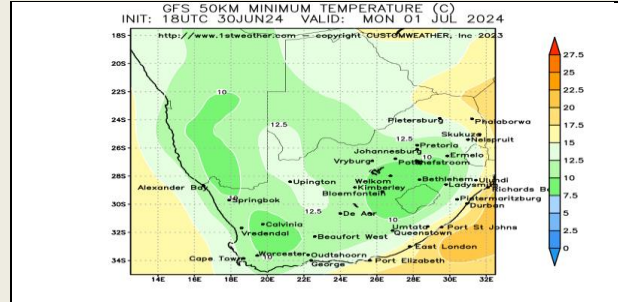 GFS 50KM MINIMUM TEMPERATURE (C)
INIT: 18UTC 30JUN24 VALID: MON 01 JUL 2024
http://www.1stweather.com – copyright CUSTOMWEATHER, Inc 2023
18S
20S
22S
24S
26S
28S
30S
32S
34S
14E
16E
18E
20E
22E
24E
26E
28E
30E
32E
27.5
25
22.5
20
17.5
15
12.5
10
7.5
5
2.5
0
10
12.5
Pietersburg
Phalaborwa
Skukuza
Nelspruit
12.5
Pretoria
Johannesburg
10
Ermelo
Vryburg
Potchefstroom
Upington
Welkom
Bethlehem
Ulundi
Kimberley
Ladysmith
Alexander Bay
Bloemfontein
Richards B
10
Springbok
Pietermaritzburg
12.5
De Aar
Durban
10
Calvinia
Umtata
Port St Johns
Vredendal
Beaufort West
Queenstown
East London
Cape Town
Worcester
10
Oudtshoorn
George
Port Elizabeth